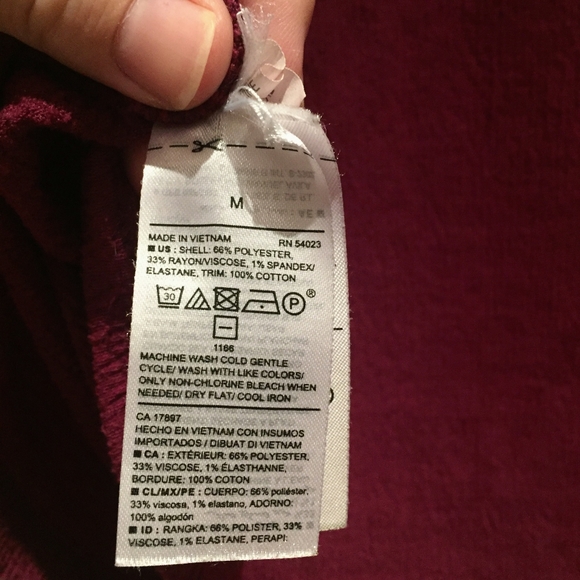 M
MADE IN VIETNAM RN 54023
■ US : SHELL: 66% POLYESTER,
33% RAYON/VISCOSE, 1% SPANDEX/
ELASTANE, TRIM: 100% COTTON
30 P ®
1166
MACHINE WASH COLD GENTLE
CYCLE/ WASH WITH LIKE COLORS/
ONLY NON-CHLORINE BLEACH WHEN
NEEDED/ DRY FLAT/ COOL IRON
CA 17897
HECHO EN VIETNAM CON INSUMOS
IMPORTADOS / DIBUAT DI VIETNAM
■ CA : EXTÉRIEUR: 66% POLYESTER,
33% VISCOSE, 1% ÉLASTHANNE,
BORDURE: 100% COTON
■ CL/MX/PE : CUERPO: 66% poliéster,
33% viscosa, 1% elastano, ADORNO:
100% algodón
■ ID : RANGKA: 66% POLISTER, 33%
VISCOSE, 1% ELASTANE, PERAPI: